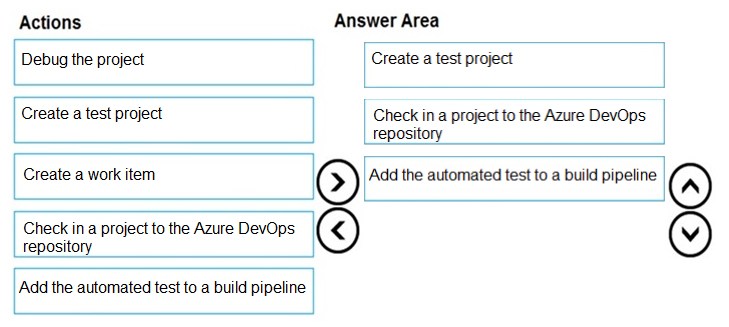 Actions
Debug the project
Create a test project
Create a work item
Check in a project to the Azure DevOps
repository
Add the automated test to a build pipeline
Answer Area
Create a test project
Check in a project to the Azure DevOps
repository
Add the automated test to a build pipeline